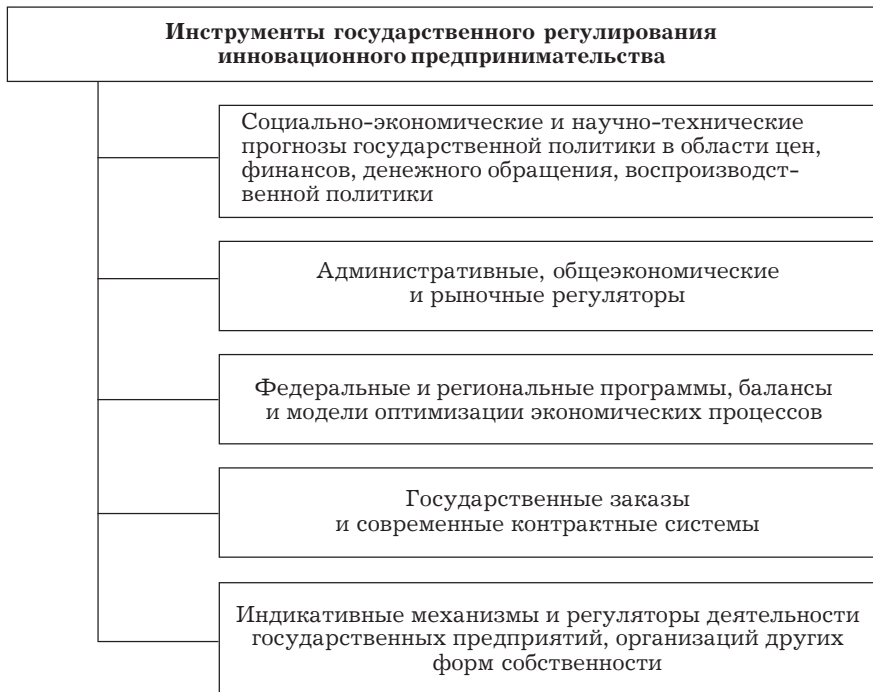 Инструменты государственного регулирования
инновационного предпринимательства
Социально-экономические и научно-технические
прогнозы государственной политики в области цен,
финансов, денежного обращения, воспроизводст-
венной политики
Административные, общеэкономические
и рыночные регуляторы
Федеральные и региональные программы, балансы
и модели оптимизации экономических процессов
Государственные заказы
и современные контрактные системы
Индикативные механизмы и регуляторы деятельности
государственных предприятий, организаций других
форм собственности